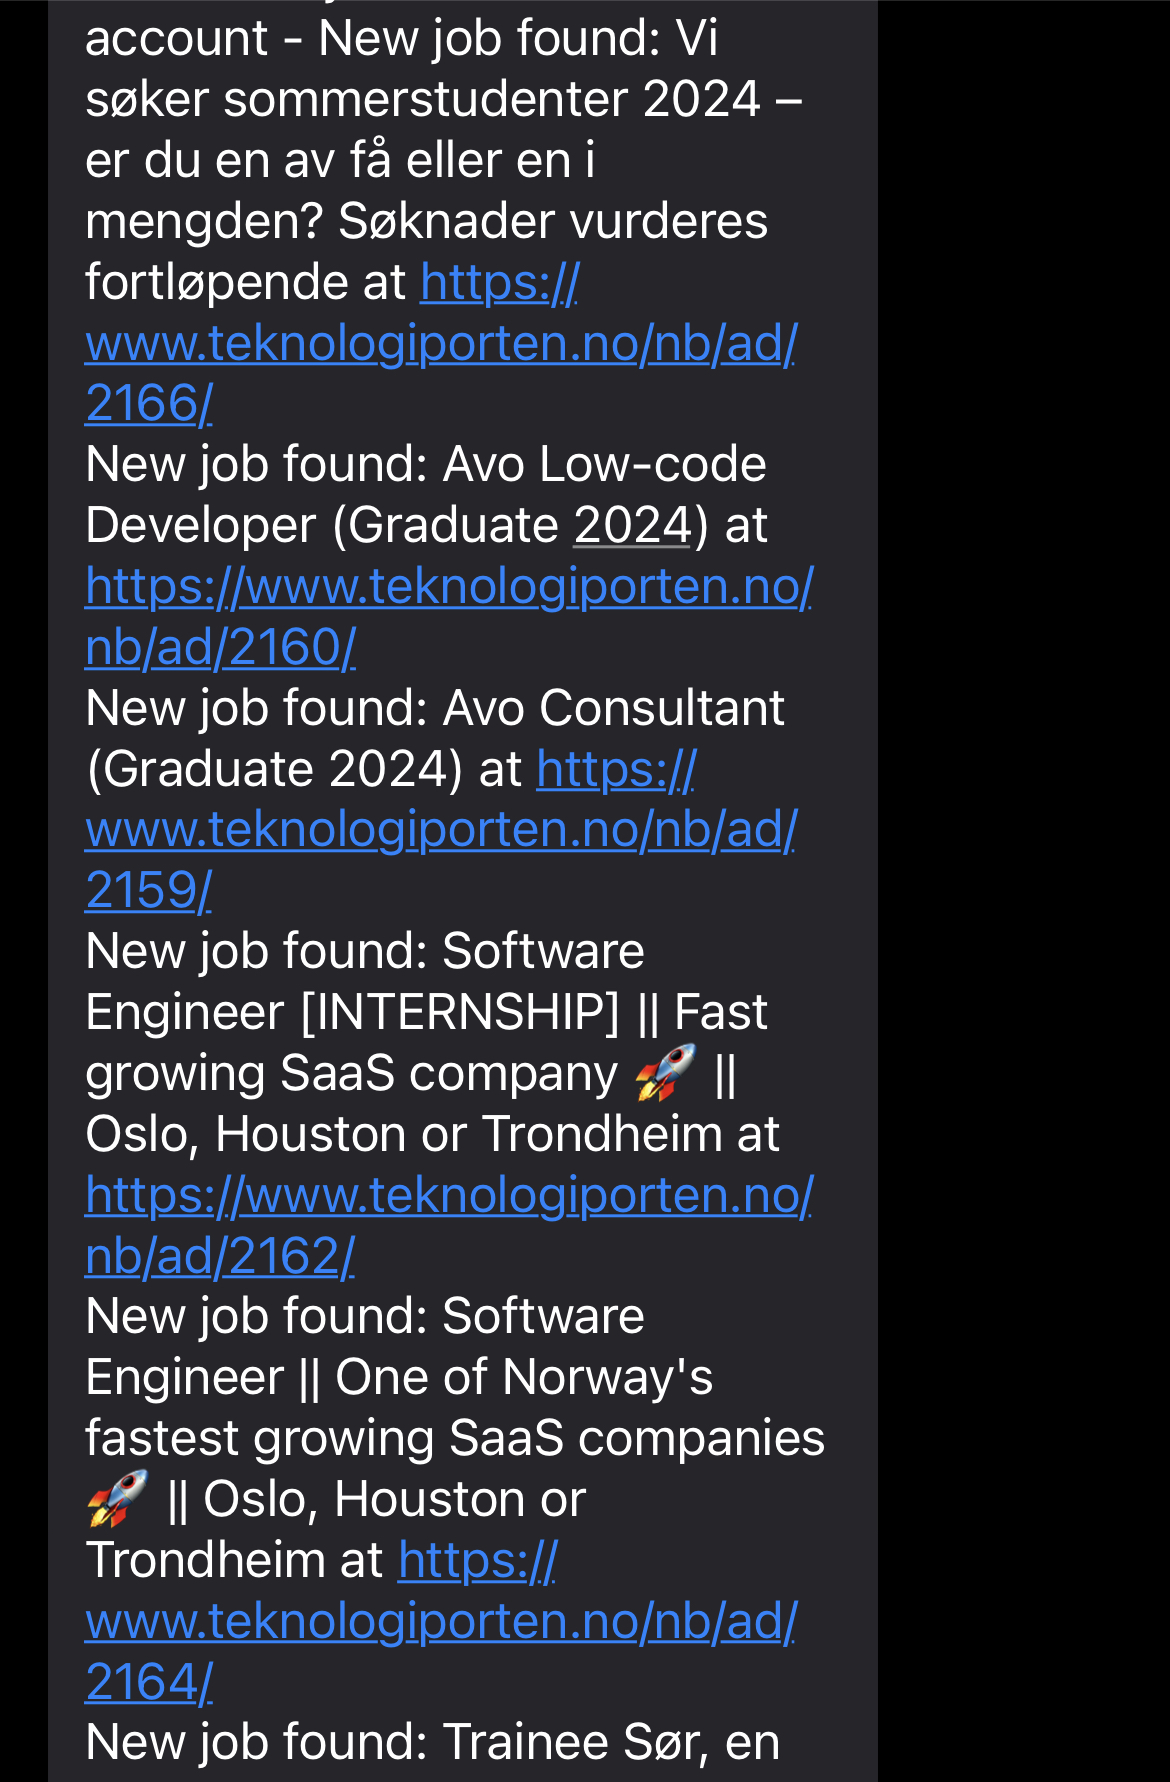 account - New job found: Vi
søker sommerstudenter 2024 –
er du en av få eller en i
mengden? Søknader vurderes
fortløpende at https://
www.teknologiporten.no/nb/ad/
2166/
New job found: Avo Low-code
Developer (Graduate 2024) at
https://www.teknologiporten.no/
nb/ad/2160/
New job found: Avo Consultant
(Graduate 2024) at https://
www.teknologiporten.no/nb/ad/
2159/
New job found: Software
Engineer [INTERNSHIP] || Fast
growing SaaS company 🚀 ||
Oslo, Houston or Trondheim at
https://www.teknologiporten.no/
nb/ad/2162/
New job found: Software
Engineer || One of Norway's
fastest growing SaaS companies
🚀 || Oslo, Houston or
Trondheim at https://
www.teknologiporten.no/nb/ad/
2164/
New job found: Trainee Sør, en